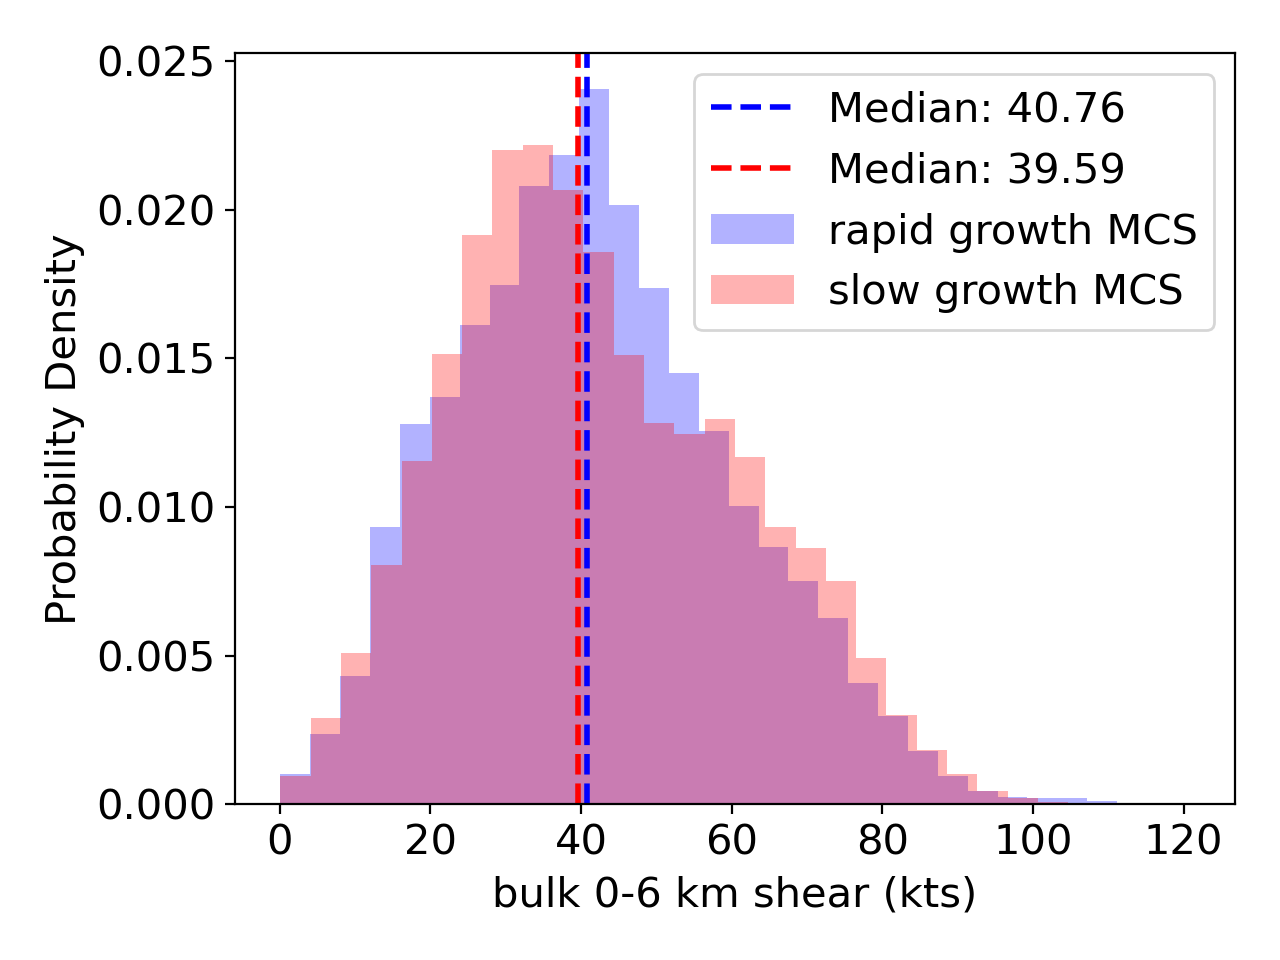 0.025
0.020
0.015
0.010
0.005
0.000
Probability Density
0 20 40 60 80 100 120
bulk 0-6 km shear (kts)
Median: 40.76
Median: 39.59
rapid growth MCS
slow growth MCS